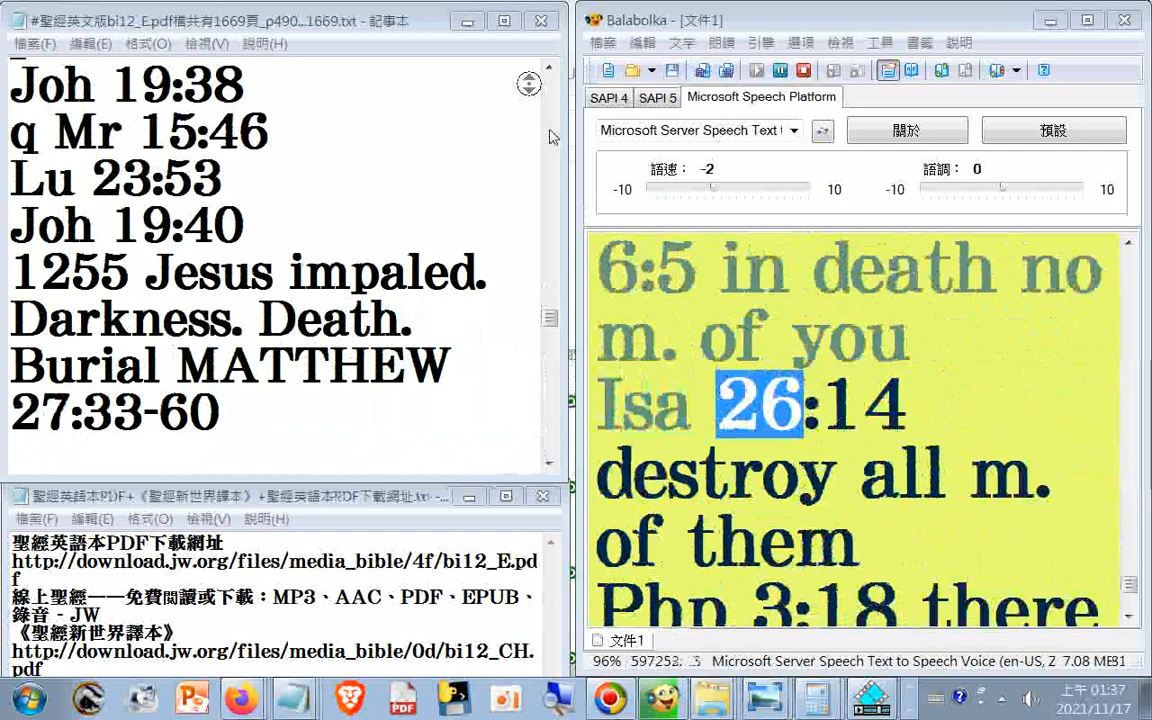 #聖經英文版bi12_E.pdf檔共有1669頁_p490...1669.txt - 記事本
檔案(F) 編輯(E) 格式(O) 檢視(V) 說明(H)
Joh 19:38
q Mr 15:46
Lu 23:53
Joh 19:40
1255 Jesus impaled.
Darkness. Death.
Burial MATTHEW
27:33-60
聖經英語本PDF+《聖經新世界譯本》+聖經英語本PDF下載網址.txt -...
檔案(F) 編輯(E) 格式(O) 檢視(V) 說明(H)
聖經英語本PDF下載網址
http://download.jw.org/files/media_bible/4f/bi12_E.pd
f
線上聖經——免費閱讀或下載：MP3、AAC、PDF、EPUB、
錄音 - JW
《聖經新世界譯本》
http://download.jw.org/files/media_bible/0d/bi12_CH.
pdf
Balabolka - [文件1]
檔案 編輯 文字 朗讀 引擎 選項 檢視 工具 書籤 說明
SAPI 4 SAPI 5 Microsoft Speech Platform
Microsoft Server Speech Text 關於 預設
語速： -2 語調： 0
-10 10 -10 10
6:5 in death no
m. of you
Isa 26:14
destroy all m.
of them
Php 3:18 there
文件1
96% 597252. Microsoft Server Speech Text to Speech Voice (en-US, Z 7.08 MB
上午 01:37
2021/11/17